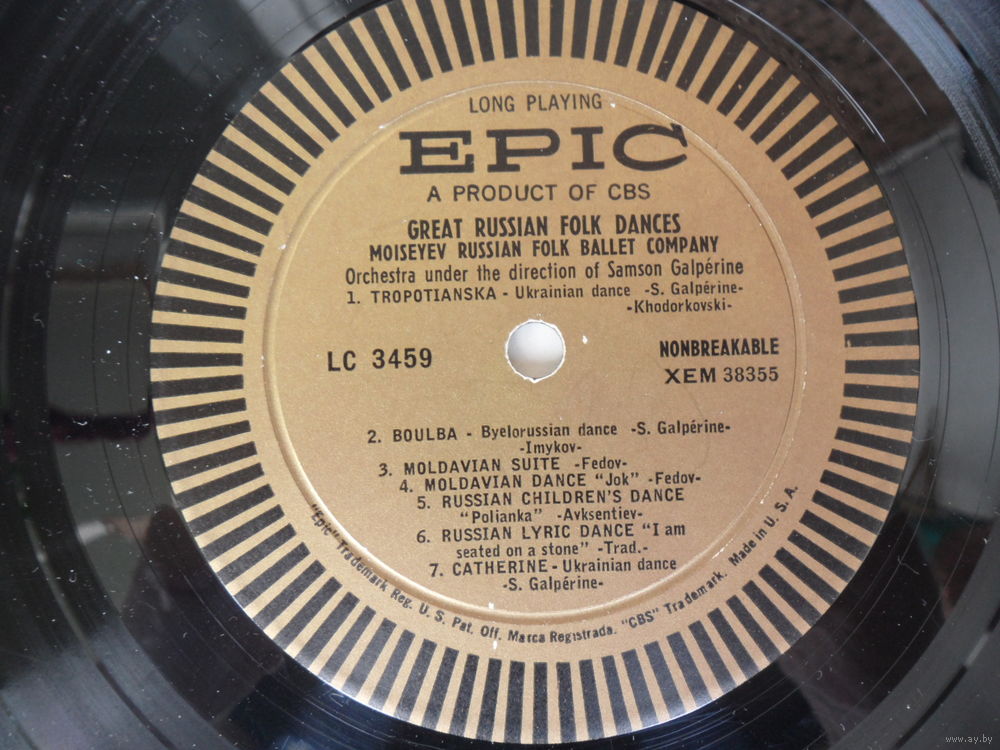 LONG PLAYING
EPIC
A PRODUCT OF CBS
GREAT RUSSIAN FOLK DANCES
MOISEYEV RUSSIAN FOLK BALLET COMPANY
Orchestra under the direction of Samson Galpérine
1. TROPOTIANSKA - Ukrainian dance -S. Galpérine-
-Khodorkovski-
LC 3459
NONBREAKABLE
XEM 38355
2. BOULBA - Byelorussian dance -S. Galpérine-
-Imykov-
3. MOLDAVIAN SUITE -Fedov-
4. MOLDAVIAN DANCE "Jok" -Fedov-
5. RUSSIAN CHILDREN'S DANCE
"Polianka" -Avksentiev-
6. RUSSIAN LYRIC DANCE "I am
seated on a stone" -Trad.-
7. CATHERINE - Ukrainian dance
-S. Galpérine-
"Epic" Trademark Reg. U. S. Pat. Off. Marca Registrada. "CBS" Trademark. Made in U. S. A.
www.ay.by